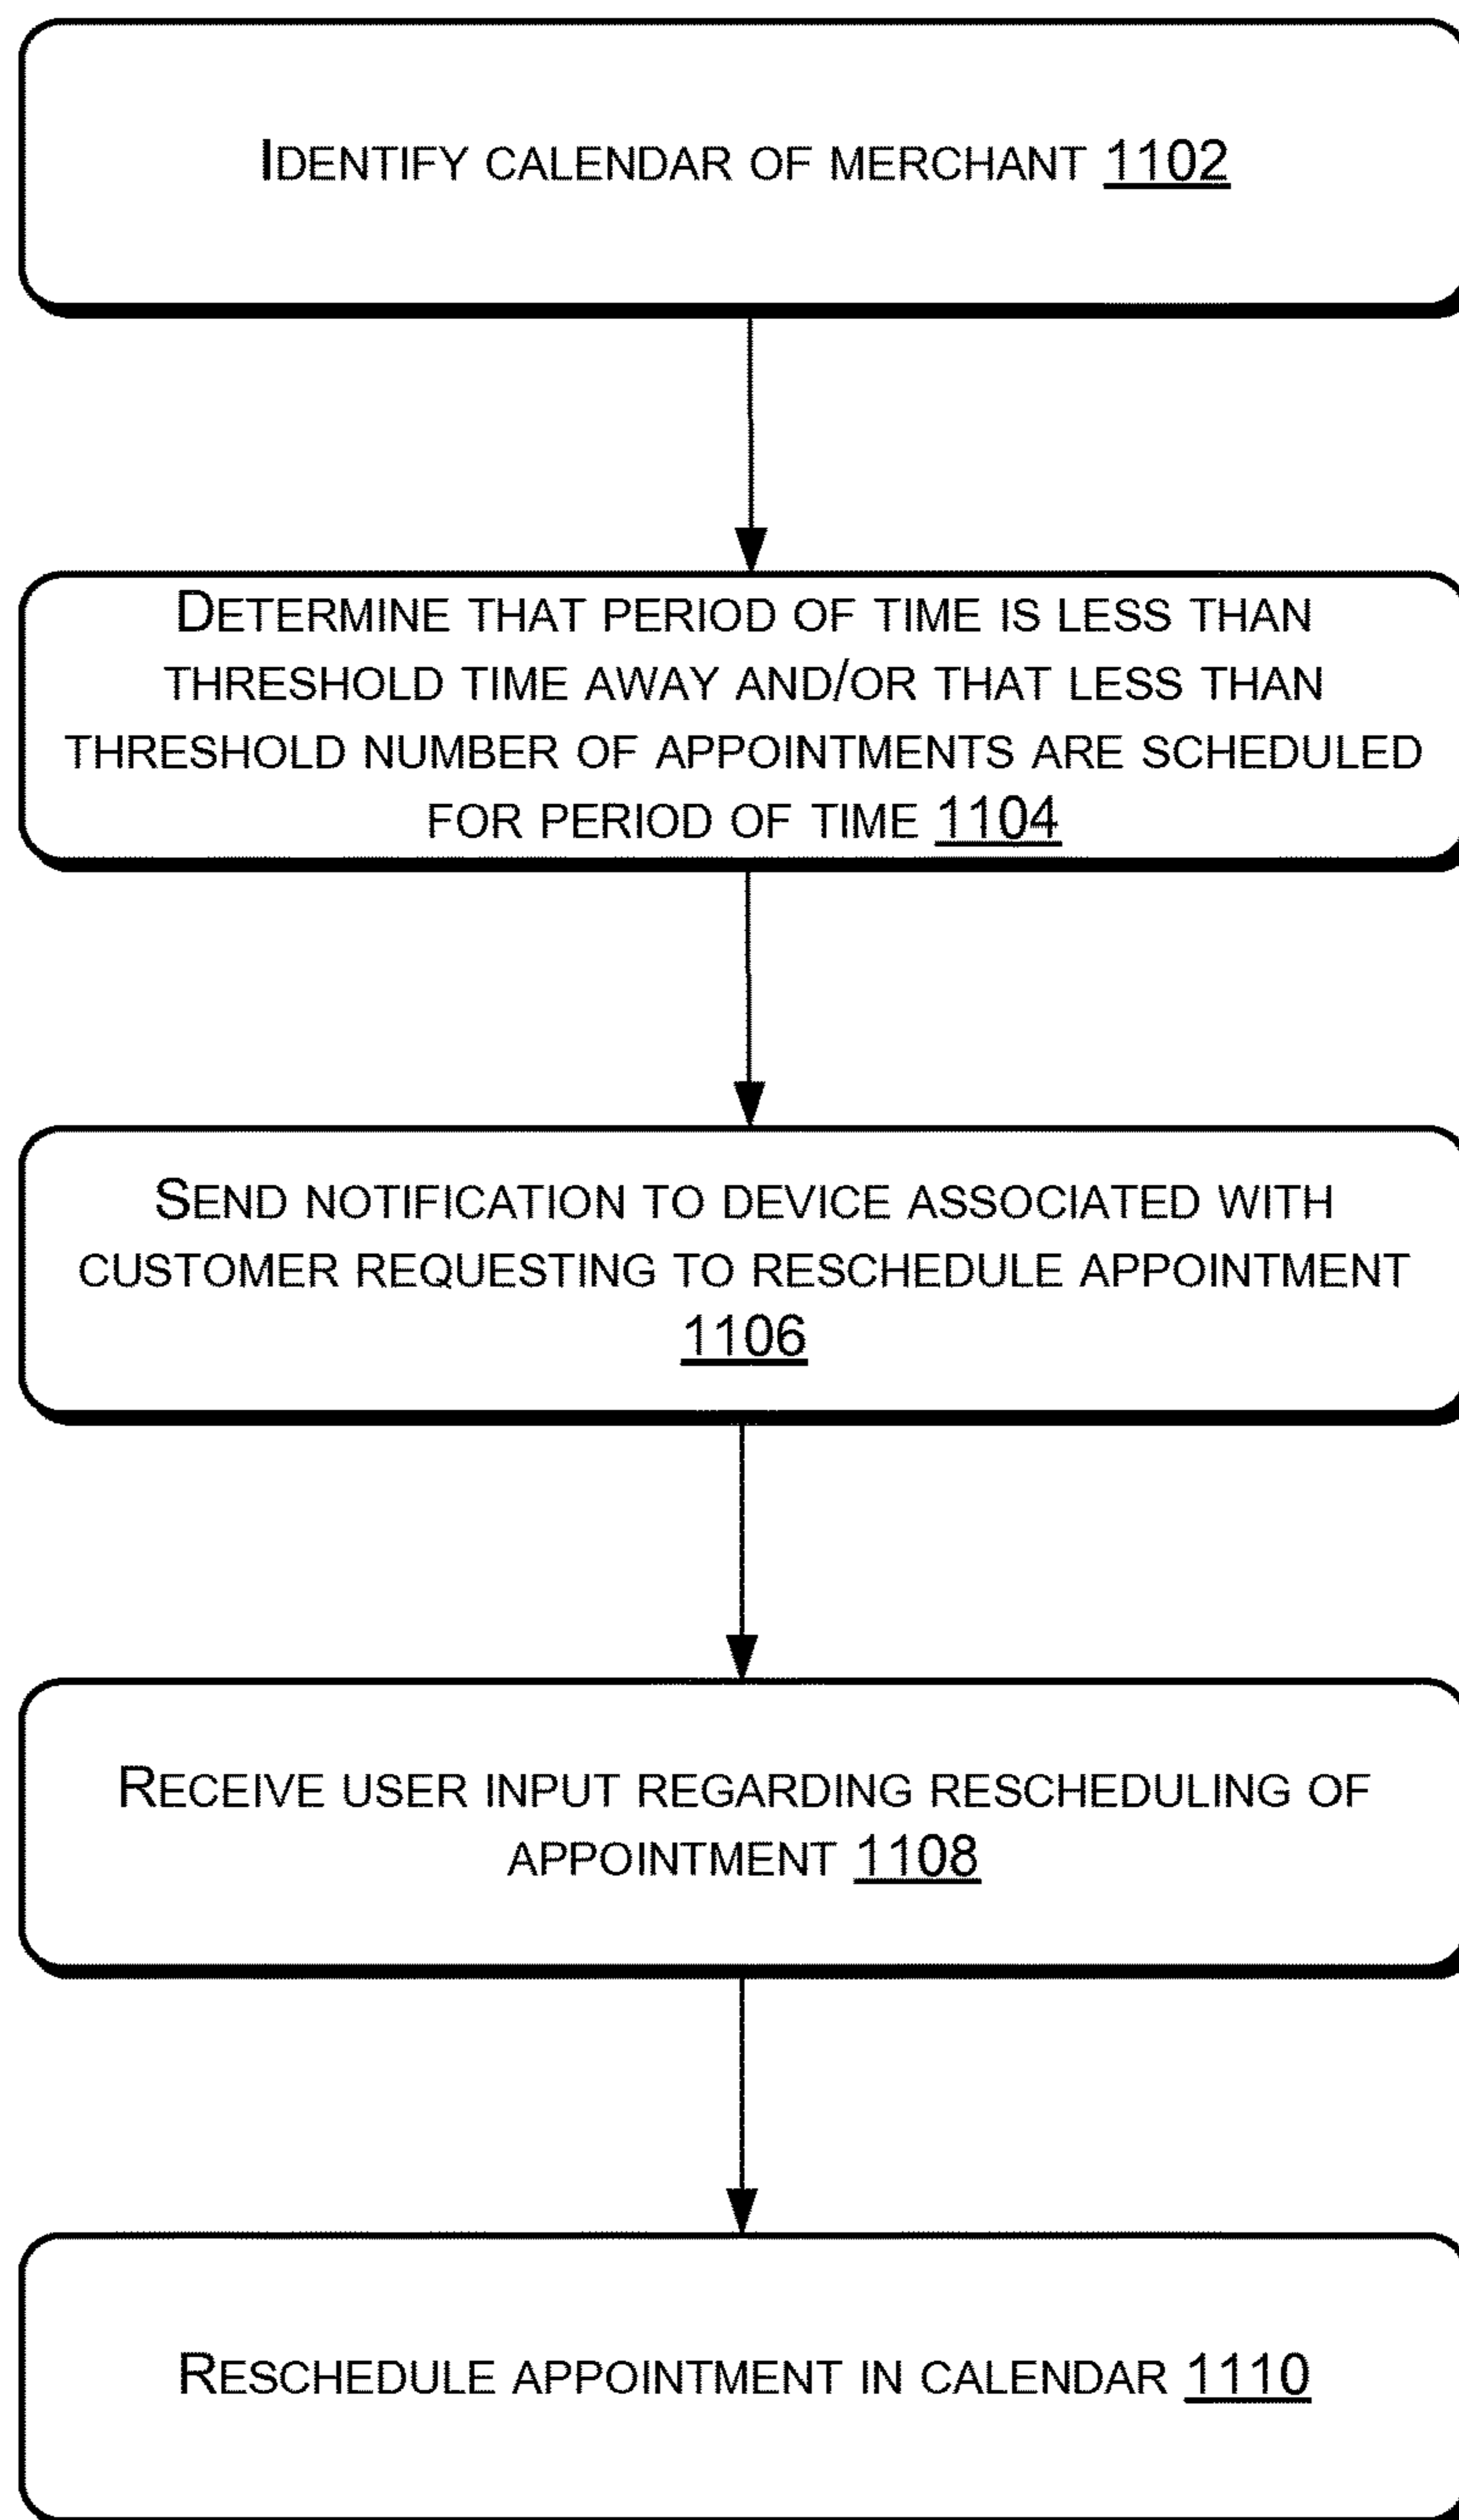 IDENTIFY CALENDAR OF MERCHANT 1102
DETERMINE THAT PERIOD OF TIME IS LESS THAN
THRESHOLD TIME AWAY AND/OR THAT LESS THAN
THRESHOLD NUMBER OF APPOINTMENTS ARE SCHEDULED
FOR PERIOD OF TIME 1104
SEND NOTIFICATION TO DEVICE ASSOCIATED WITH
CUSTOMER REQUESTING TO RESCHEDULE APPOINTMENT
1106
RECEIVE USER INPUT REGARDING RESCHEDULING OF
APPOINTMENT 1108
RESCHEDULE APPOINTMENT IN CALENDAR 1110